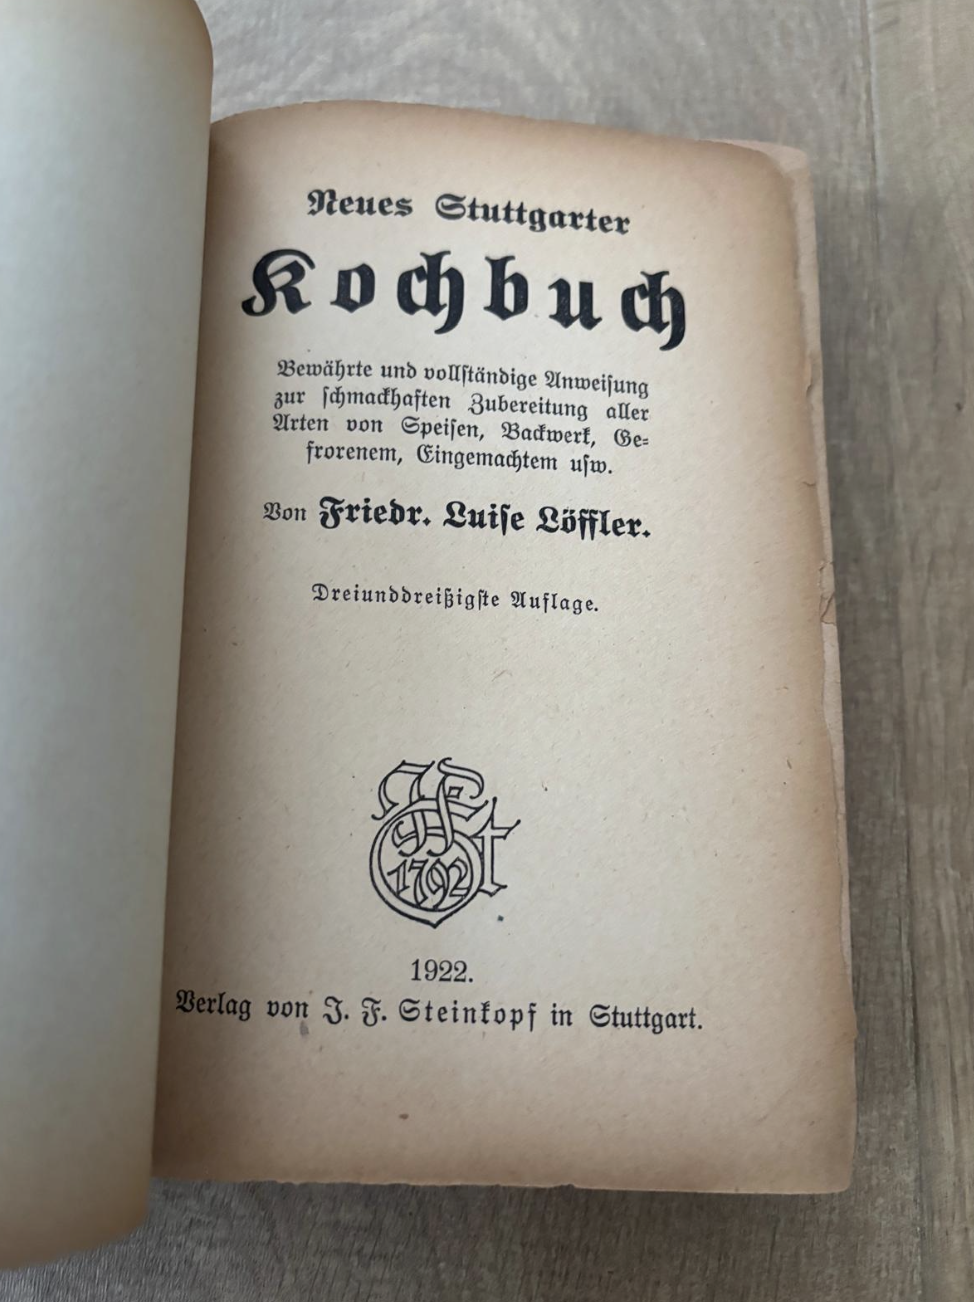 Neues Stuttgarter
Kochbuch
Bewährte und vollständige Anweisung
zur schmackhaften Zubereitung aller
Arten von Speisen, Backwerk, Ge=
frorenem, Eingemachtem usw.
Von Friedr. Luise Löffler.
Dreiunddreißigste Auflage.
JFSt
1792
1922.
Verlag von J. F. Steinkopf in Stuttgart.